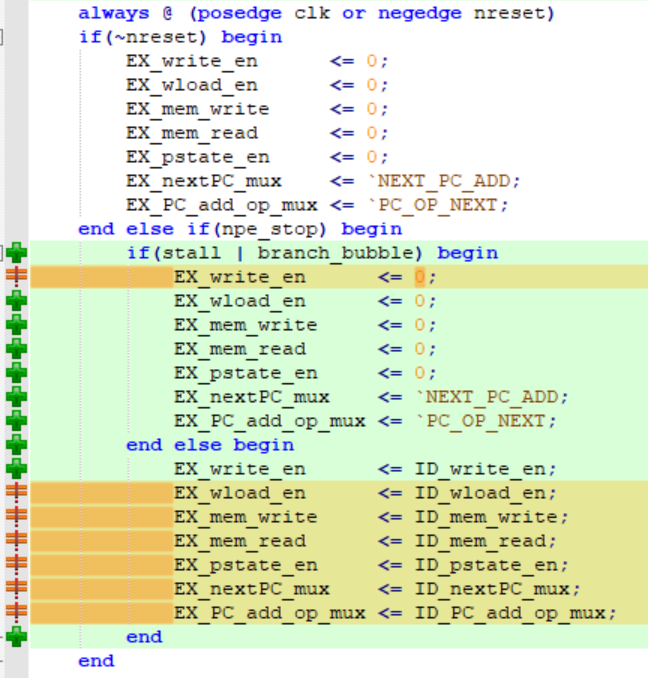 always @ (posedge clk or negedge nreset)
if(~nreset) begin
EX_write_en <= 0;
EX_wload_en <= 0;
EX_mem_write <= 0;
EX_mem_read <= 0;
EX_pstate_en <= 0;
EX_nextPC_mux <= `NEXT_PC_ADD;
EX_PC_add_op_mux <= `PC_OP_NEXT;
end else if(npe_stop) begin
if(stall | branch_bubble) begin
EX_write_en <= 0;
EX_wload_en <= 0;
EX_mem_write <= 0;
EX_mem_read <= 0;
EX_pstate_en <= 0;
EX_nextPC_mux <= `NEXT_PC_ADD;
EX_PC_add_op_mux <= `PC_OP_NEXT;
end else begin
EX_write_en <= ID_write_en;
EX_wload_en <= ID_wload_en;
EX_mem_write <= ID_mem_write;
EX_mem_read <= ID_mem_read;
EX_pstate_en <= ID_pstate_en;
EX_nextPC_mux <= ID_nextPC_mux;
EX_PC_add_op_mux <= ID_PC_add_op_mux;
end
end